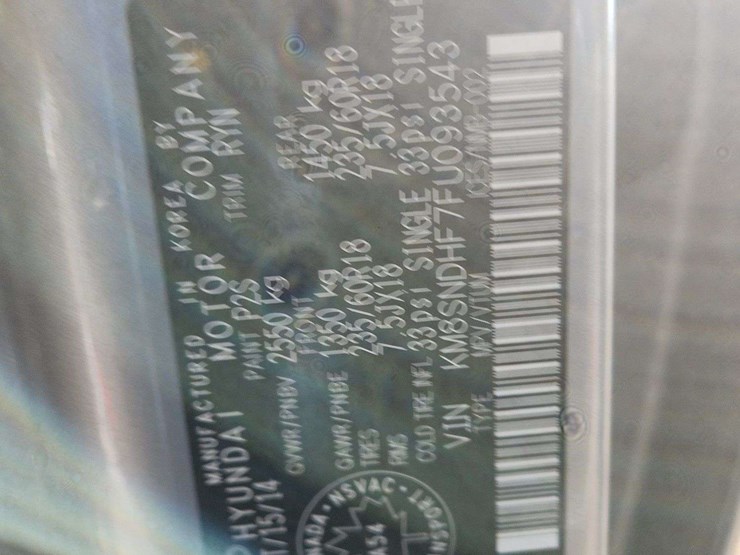 MANUFACTURED IN KOREA BY
HYUNDAI MOTOR COMPANY
/15/14 PAINT P2S TRIM RYN
GVWR/PNBV 2550 kg
FRONT REAR
GAWR/PNBE 1350 kg 1450 kg
TIRES 235/60R18 235/60R18
RIMS 7.5JX18 7.5JX18
COLD TIRE INFL 33psi SINGLE 33psi SINGLE
VIN KM8SNDHF7FU093543
TYPE MPV/VTUM
NSVAC